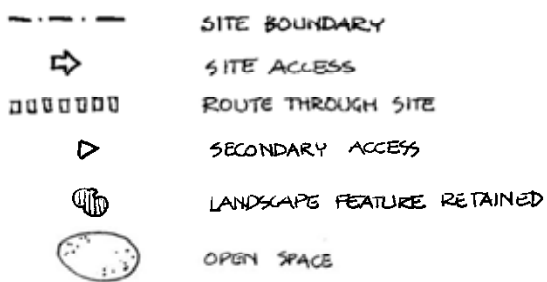 SITE BOUNDARY
SITE ACCESS
ROUTE THROUGH SITE
SECONDARY ACCESS
LANDSCAPE FEATURE RETAINED
OPEN SPACE